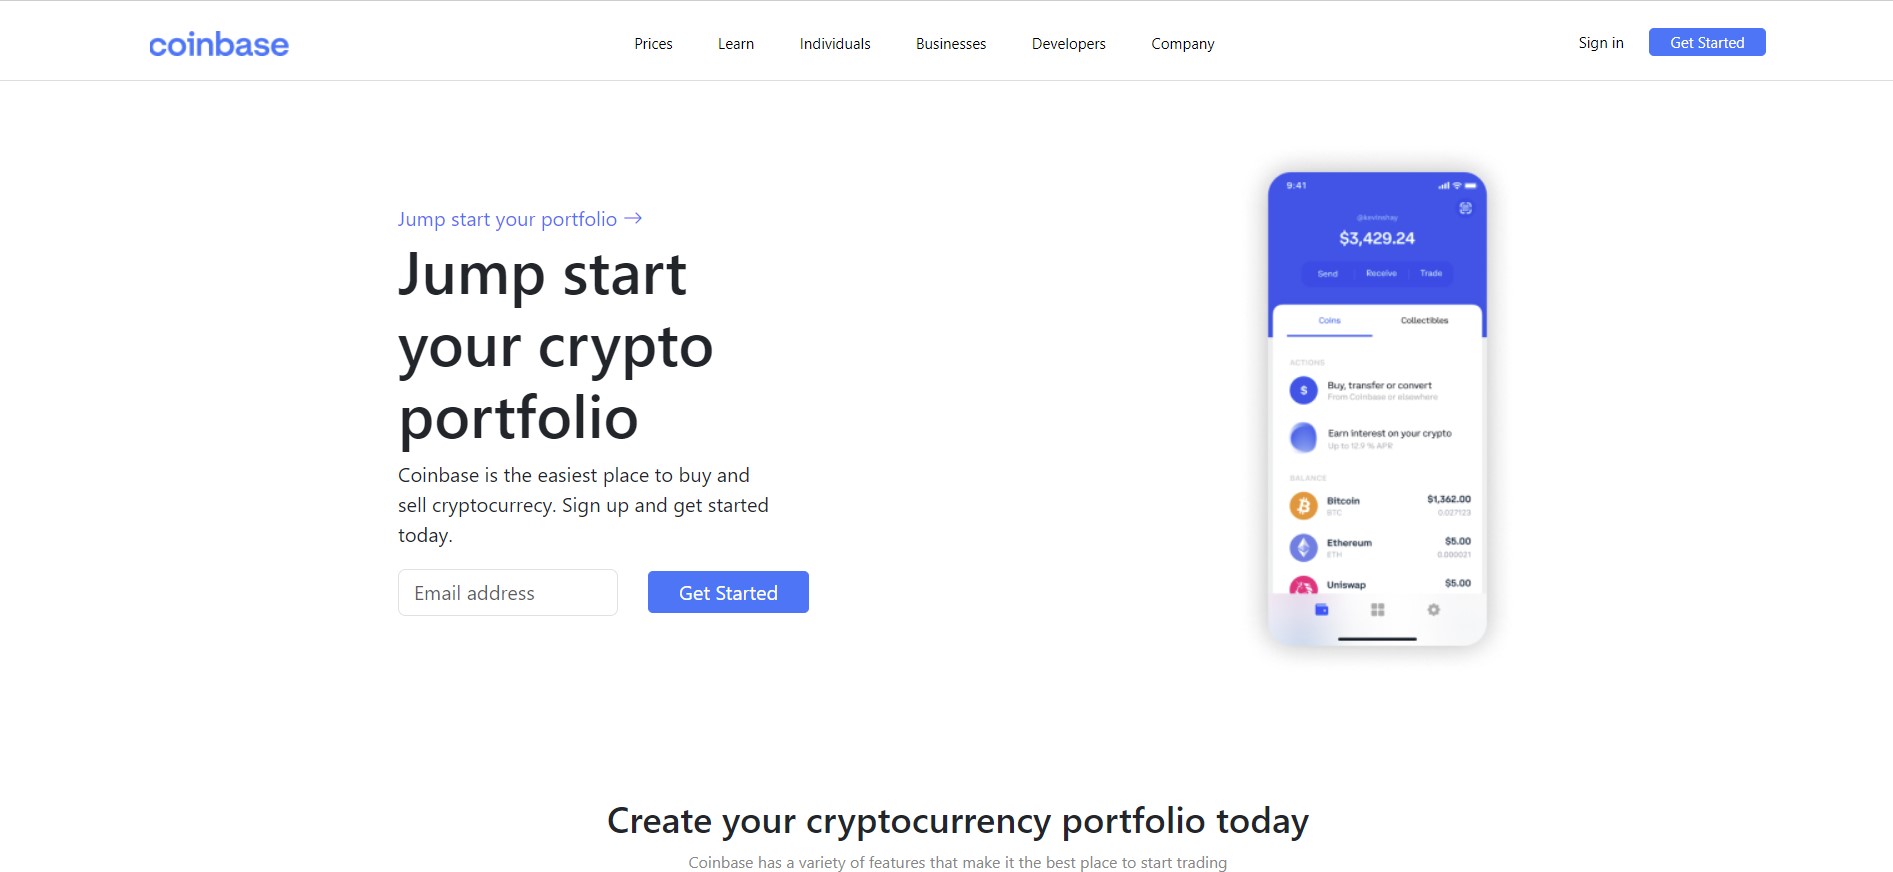 coinbase
Prices Learn Individuals Businesses Developers Company
Sign in Get Started
Jump start your portfolio →
Jump start
your crypto
portfolio
Coinbase is the easiest place to buy and
sell cryptocurrecy. Sign up and get started
today.
Email address Get Started
9:41
@kevinshay
$3,429.24
Send Receive Trade
Coins Collectibles
ACTIONS
$
Buy, transfer or convert
From Coinbase or elsewhere
Earn interest on your crypto
Up to 12.9 % APR
BALANCE
Bitcoin $1,362.00
BTC 0.027123
Ethereum $5.00
ETH 0.000021
Uniswap $5.00
Create your cryptocurrency portfolio today
Coinbase has a variety of features that make it the best place to start trading